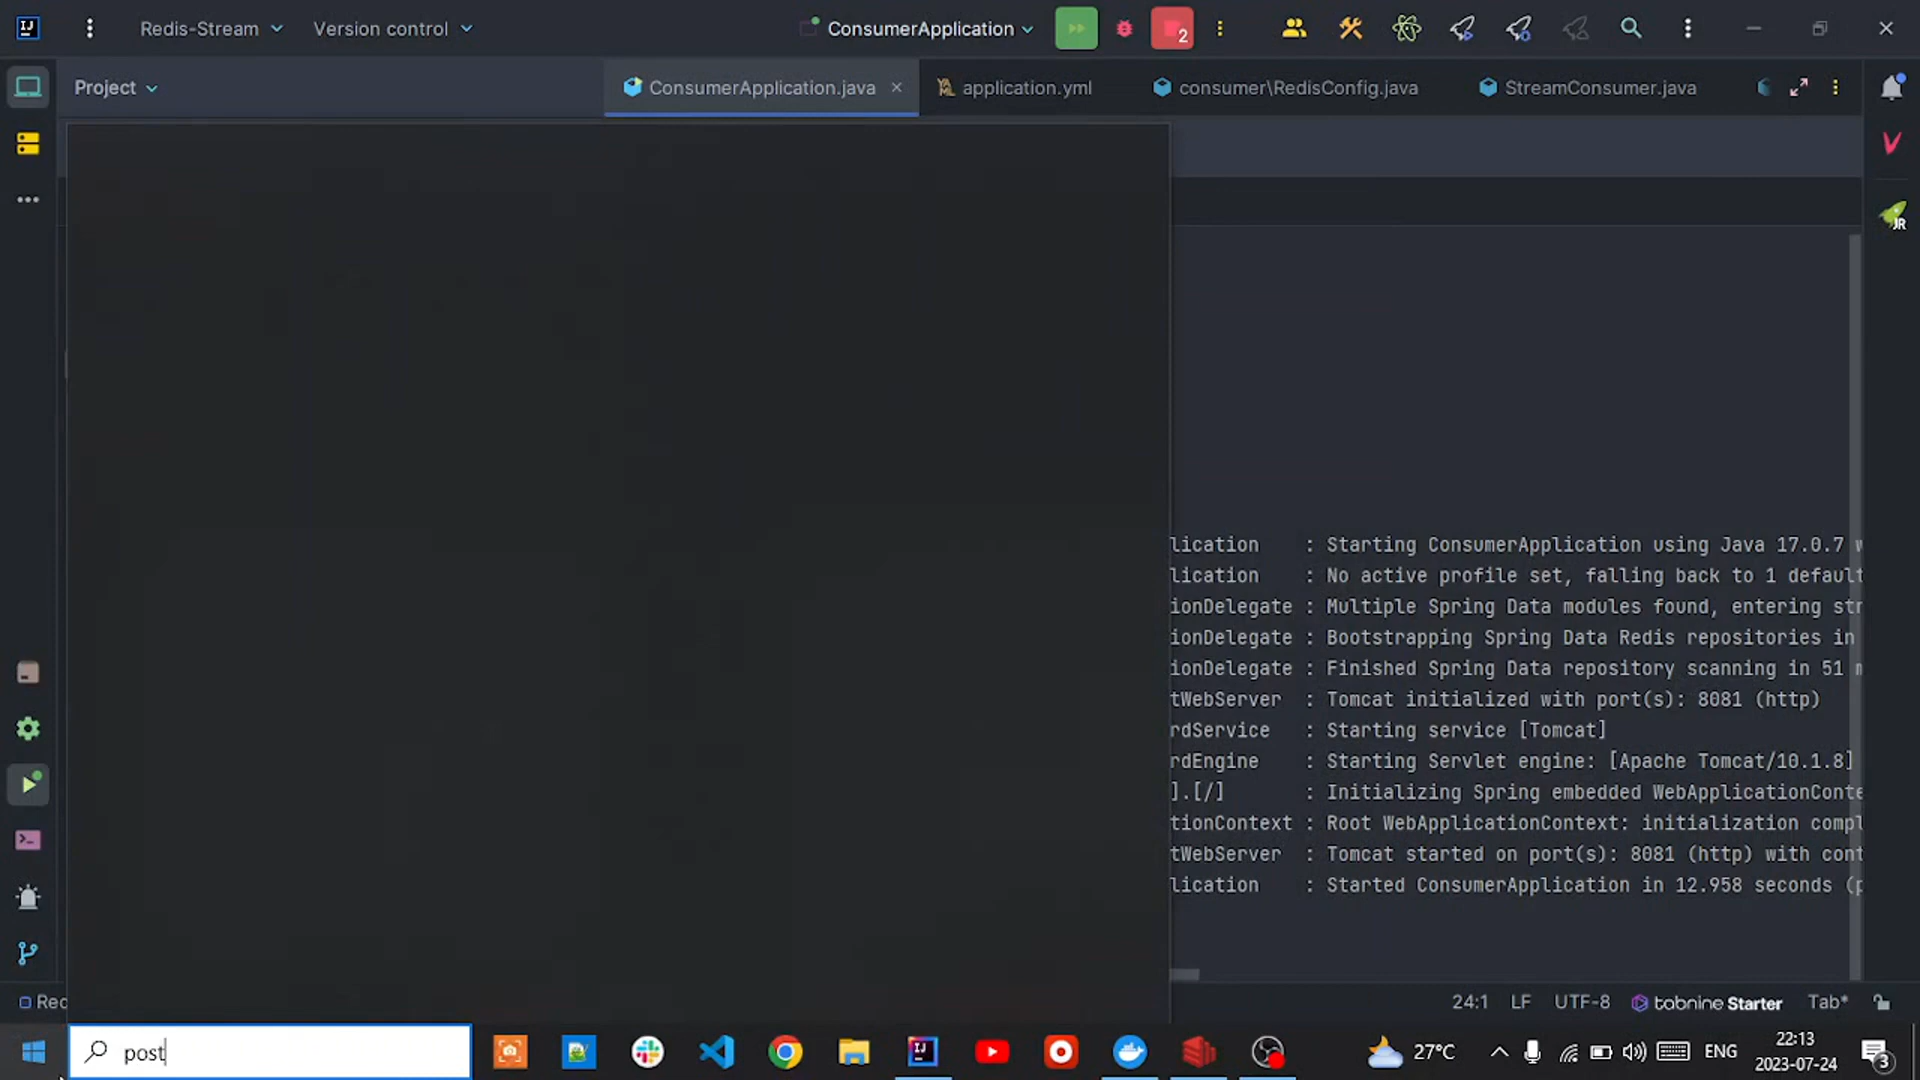 Redis-Stream
Version control
ConsumerApplication
2
Project
ConsumerApplication.java
application.yml
consumer\RedisConfig.java
StreamConsumer.java
JR
lication : Starting ConsumerApplication using Java 17.0.7 w
lication : No active profile set, falling back to 1 default
ionDelegate : Multiple Spring Data modules found, entering str
ionDelegate : Bootstrapping Spring Data Redis repositories in
ionDelegate : Finished Spring Data repository scanning in 51 m
tWebServer : Tomcat initialized with port(s): 8081 (http)
rdService : Starting service [Tomcat]
rdEngine : Starting Servlet engine: [Apache Tomcat/10.1.8]
].[/] : Initializing Spring embedded WebApplicationConte
tionContext : Root WebApplicationContext: initialization compl
tWebServer : Tomcat started on port(s): 8081 (http) with cont
lication : Started ConsumerApplication in 12.958 seconds (p
Rec
24:1
LF
UTF-8
tabnine Starter
Tab*
post
27°C
ENG
22:13
2023-07-24
3